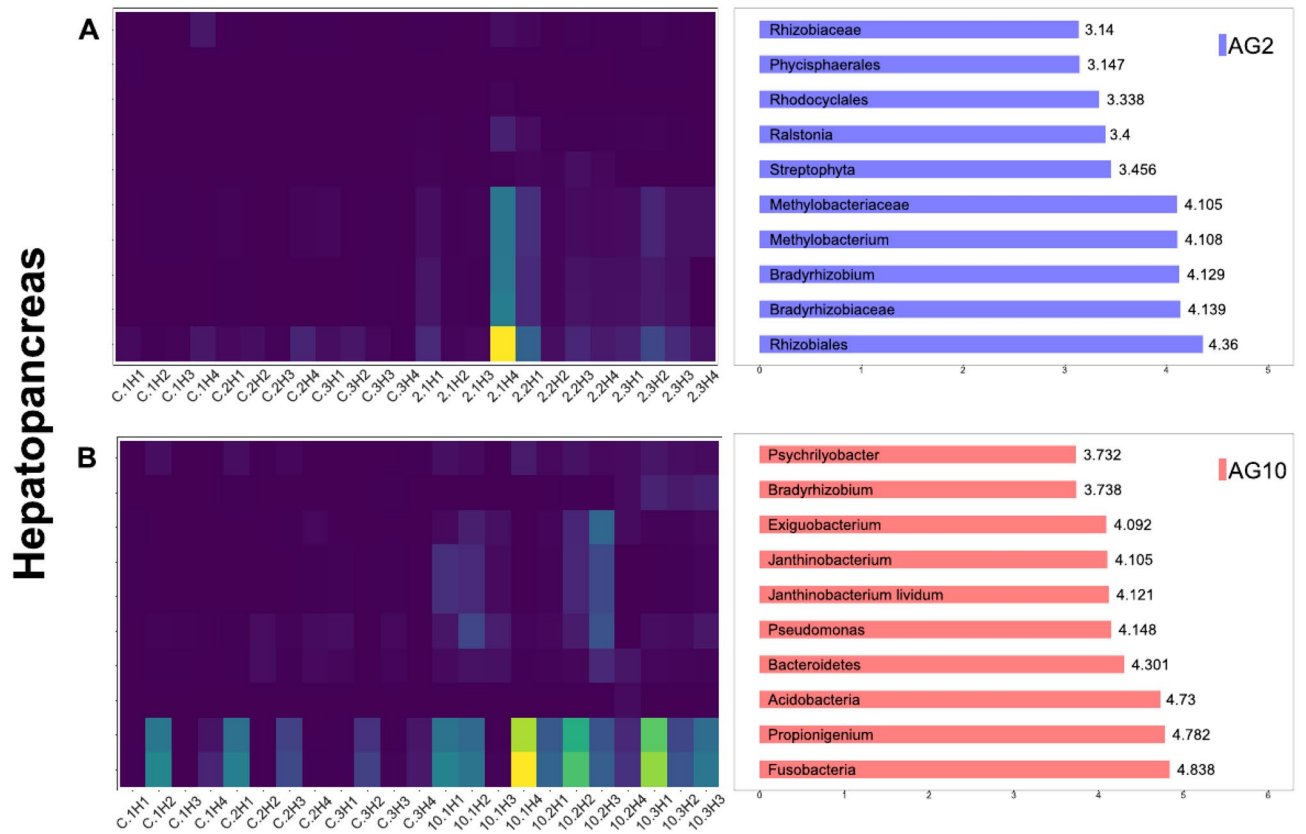 Hepatopancreas
A
C.1H1 C.1H2 C.1H3 C.1H4 C.2H1 C.2H2 C.2H3 C.2H4 C.3H1 C.3H2 C.3H3 C.3H4 2.1H1 2.1H2 2.1H3 2.1H4 2.2H1 2.2H2 2.2H3 2.2H4 2.3H1 2.3H2 2.3H3 2.3H4
AG2
Rhizobiaceae 3.14
Phycisphaerales 3.147
Rhodocyclales 3.338
Ralstonia 3.4
Streptophyta 3.456
Methylobacteriaceae 4.105
Methylobacterium 4.108
Bradyrhizobium 4.129
Bradyrhizobiaceae 4.139
Rhizobiales 4.36
0 1 2 3 4 5
B
C.1H1 C.1H2 C.1H3 C.1H4 C.2H1 C.2H2 C.2H3 C.2H4 C.3H1 C.3H2 C.3H3 C.3H4 10.1H1 10.1H2 10.1H3 10.1H4 10.2H1 10.2H2 10.2H3 10.2H4 10.3H1 10.3H2 10.3H3
AG10
Psychrilyobacter 3.732
Bradyrhizobium 3.738
Exiguobacterium 4.092
Janthinobacterium 4.105
Janthinobacterium lividum 4.121
Pseudomonas 4.148
Bacteroidetes 4.301
Acidobacteria 4.73
Propionigenium 4.782
Fusobacteria 4.838
0 1 2 3 4 5 6